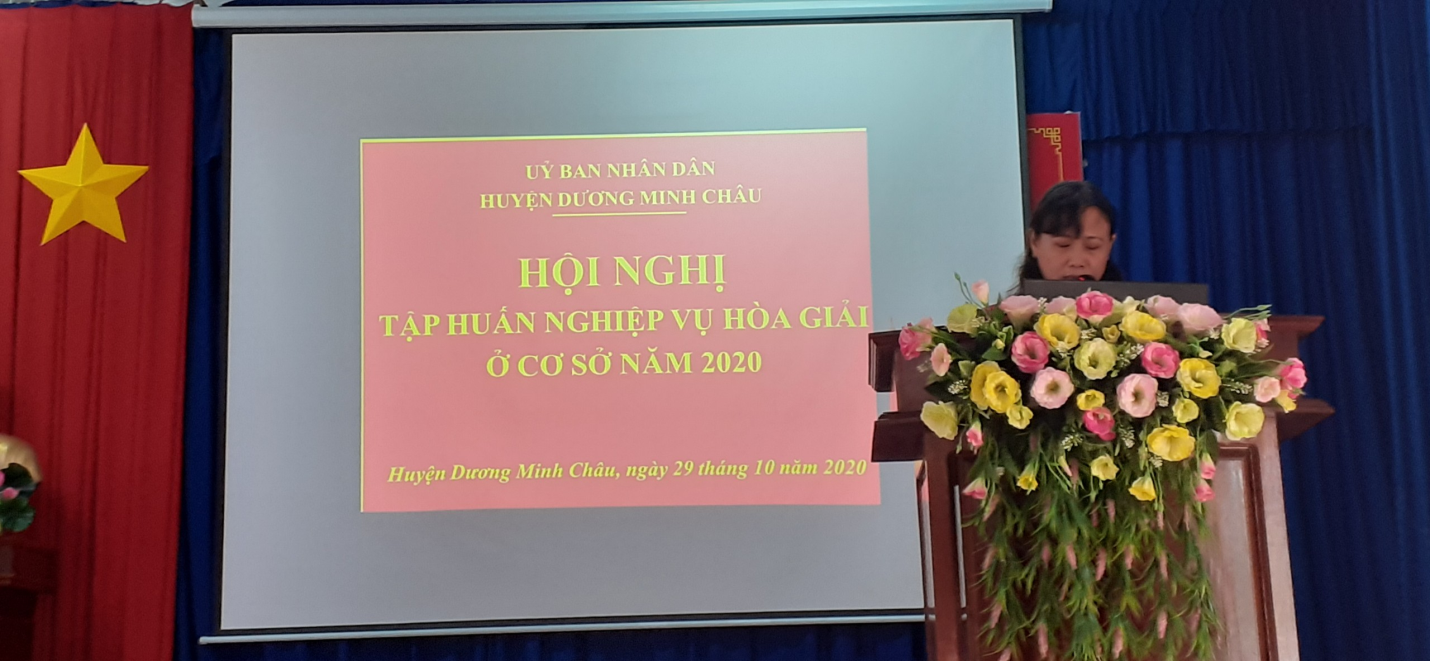 UỶ BAN NHÂN DÂN
HUYỆN DƯƠNG MINH CHÂU
HỘI NGHỊ
TẬP HUẤN NGHIỆP VỤ HÒA GIẢI
Ở CƠ SỞ NĂM 2020
Huyện Dương Minh Châu, ngày 29 tháng 10 năm 2020